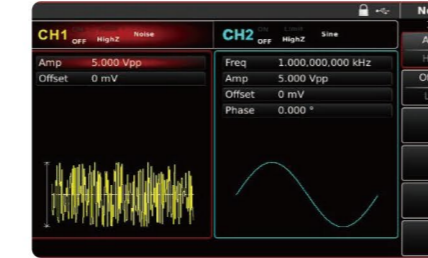 CH1 OFF HighZ Noise
Amp 5.000 Vpp
Offset 0 mV
CH2 OFF HighZ Sine
Freq 1.000,000,000 kHz
Amp 5.000 Vpp
Offset 0 mV
Phase 0.000 °